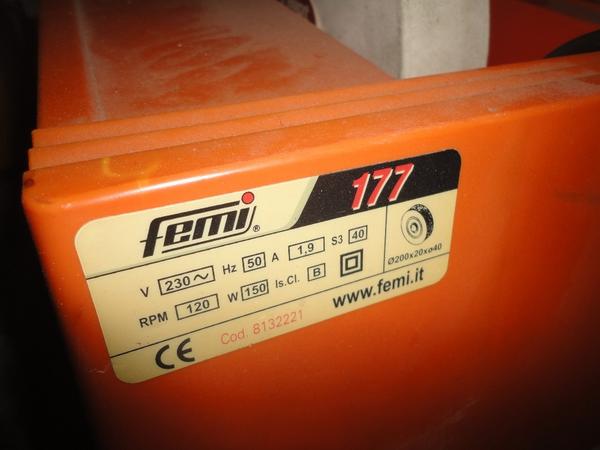 femi® 177
V 230~ Hz 50 A 1,9 S3 40
RPM 120 W 150 Is.Cl. B
Ø200x20xø40
Cod. 8132221 www.femi.it
CE